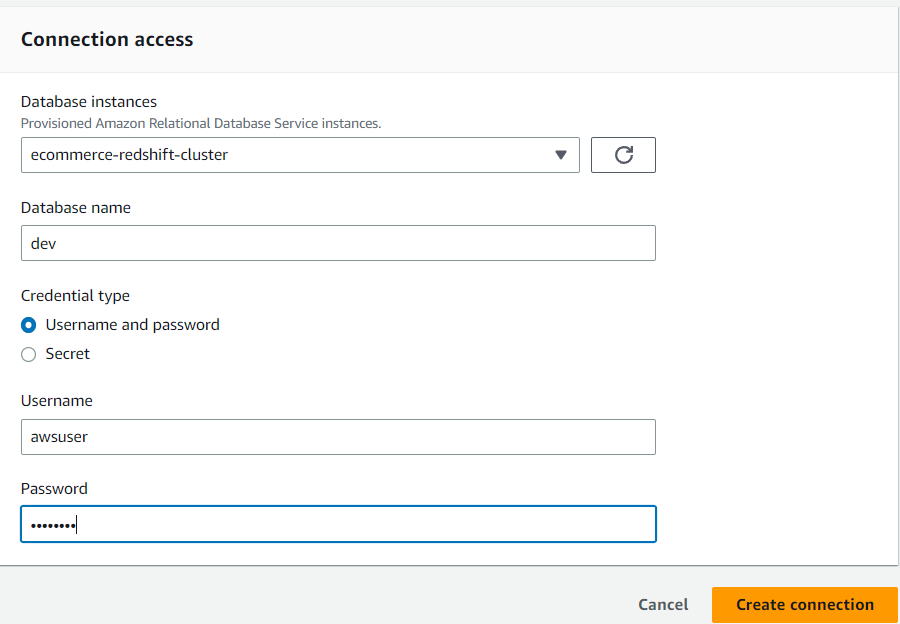 Connection access
Database instances
Provisioned Amazon Relational Database Service instances.
ecommerce-redshift-cluster
Database name
dev
Credential type
Username and password
Secret
Username
awsuser
Password
••••••••
Cancel
Create connection